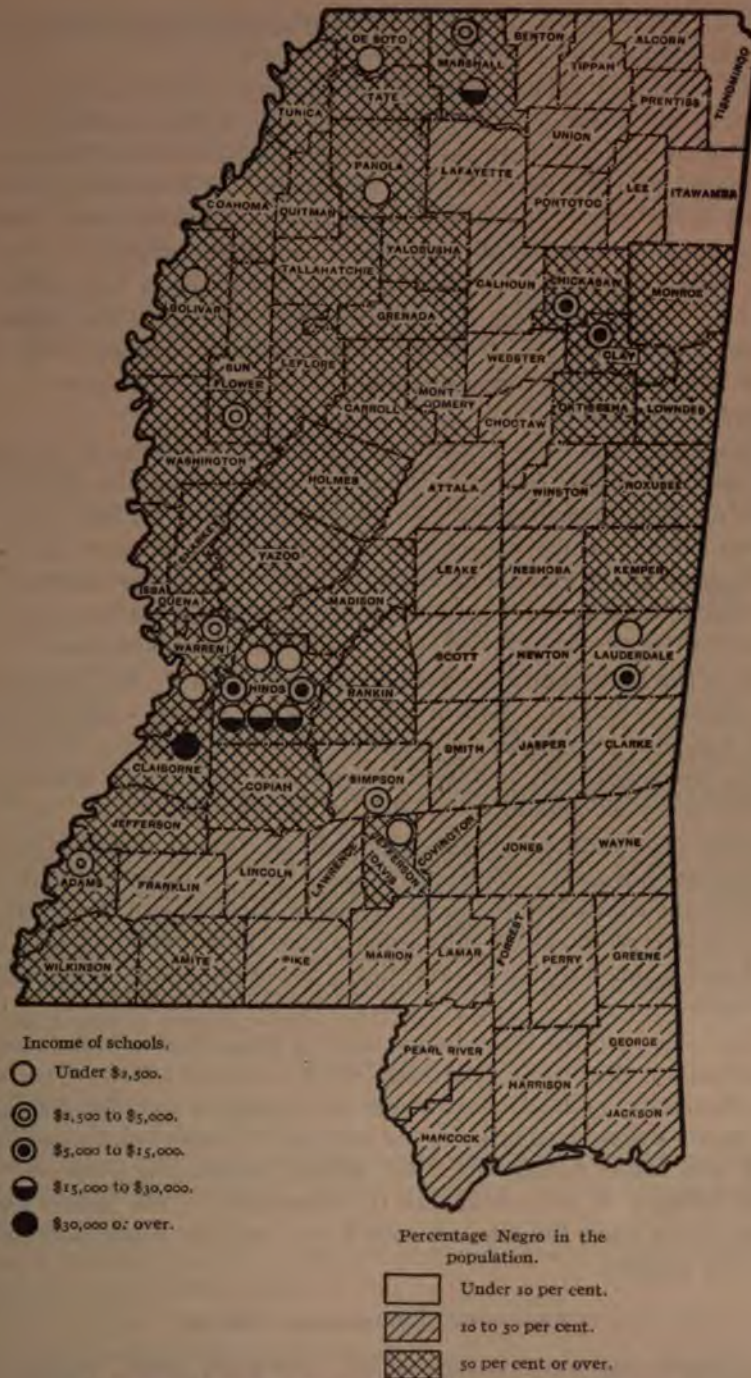 DE SOTO
MARSHALL
BENTON
TIPPAH
ALCORN
TISHOMINGO
PRENTISS
TUNICA
TATE
UNION
PANOLA
LAFAYETTE
LEE
ITAWAMBA
PONTOTOC
COAHOMA
QUITMAN
YALOBUSHA
TALLAHATCHIE
CALHOUN
CHICKASAW
MONROE
BOLIVAR
GRENADA
SUN
FLOWER
LEFLORE
WEBSTER
CLAY
CARROLL
MONT
GOMERY
CHOCTAW
OKTIBBEHA
LOWNDES
WASHINGTON
HOLMES
ATTALA
WINSTON
NOXUBEE
SHARKEY
YAZOO
LEAKE
NESHOBA
KEMPER
ISSA
QUENA
MADISON
WARREN
SCOTT
NEWTON
LAUDERDALE
HINDS
RANKIN
CLAIBORNE
SMITH
JASPER
CLARKE
COPIAH
SIMPSON
JEFFERSON
JEFFERSON
DAVIS
COVINGTON
JONES
WAYNE
ADAMS
FRANKLIN
LINCOLN
LAWRENCE
WILKINSON
AMITE
PIKE
MARION
LAMAR
FORREST
PERRY
GREENE
PEARL RIVER
GEORGE
HARRISON
HANCOCK
JACKSON
Income of schools.
Under $2,500.
$2,500 to $5,000.
$5,000 to $15,000.
$15,000 to $30,000.
$30,000 or over.
Percentage Negro in the
population.
Under 10 per cent.
10 to 50 per cent.
50 per cent or over.